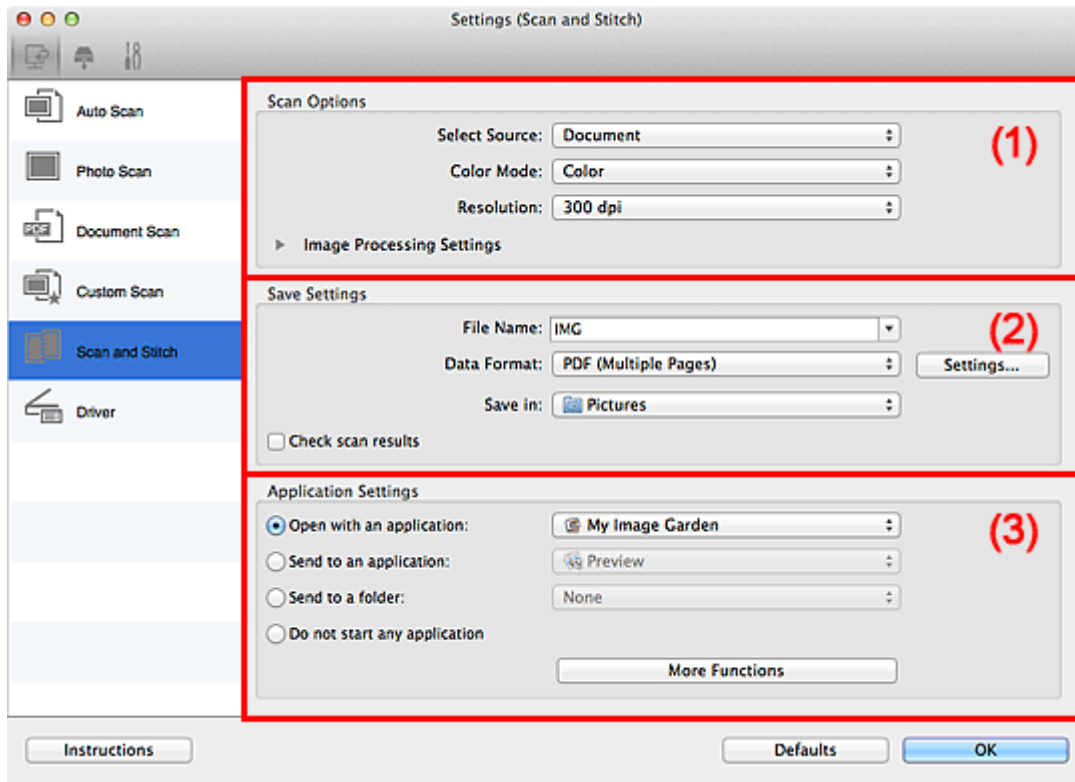 Settings (Scan and Stitch)
Auto Scan
Photo Scan
PDF
Document Scan
Custom Scan
Scan and Stitch
Driver
Scan Options
(1)
Select Source: Document
Color Mode: Color
Resolution: 300 dpi
Image Processing Settings
Save Settings
(2)
File Name: IMG
Data Format: PDF (Multiple Pages) Settings...
Save in: Pictures
Check scan results
Application Settings
(3)
Open with an application: My Image Garden
Send to an application: Preview
Send to a folder: None
Do not start any application
More Functions
Instructions Defaults OK